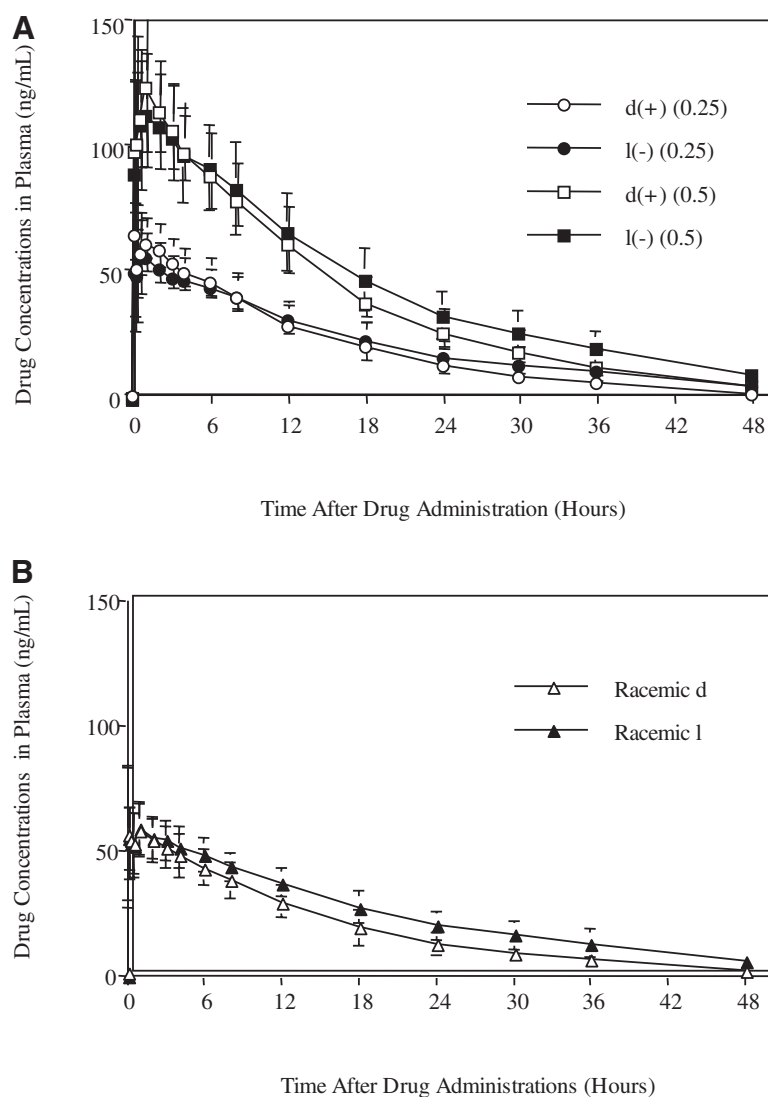 A
Drug Concentrations in Plasma (ng/mL)
150
100
50
0
d(+) (0.25)
l(-) (0.25)
d(+) (0.5)
l(-) (0.5)
0 6 12 18 24 30 36 42 48
Time After Drug Administration (Hours)
B
Drug Concentrations in Plasma (ng/mL)
150
100
50
0
Racemic d
Racemic l
0 6 12 18 24 30 36 42 48
Time After Drug Administrations (Hours)